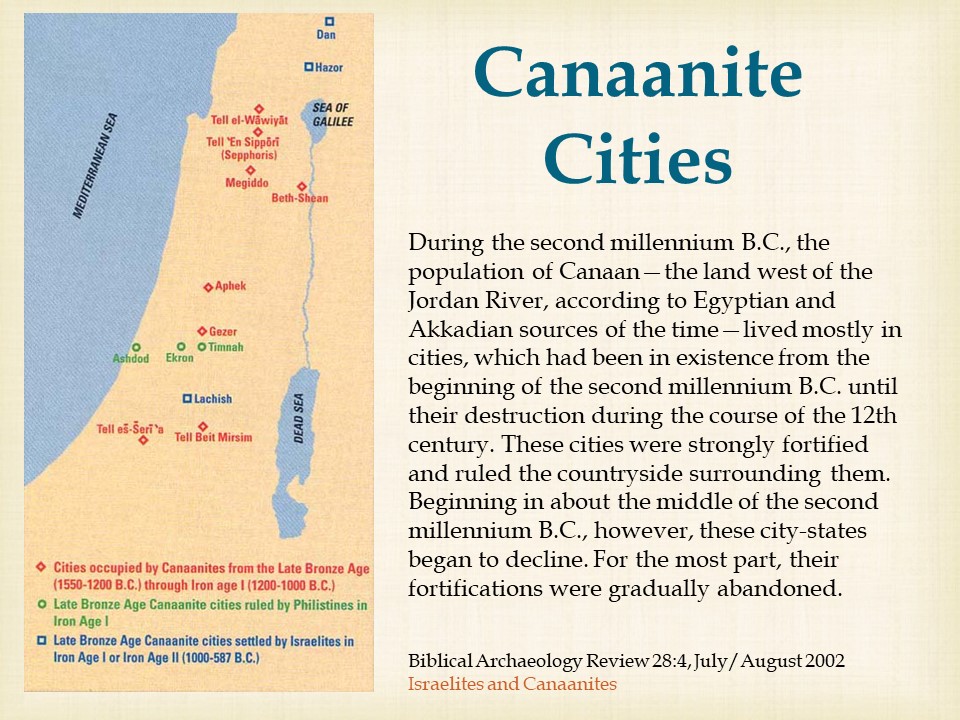 Dan
Hazor
SEA OF
GALILEE
MEDITERRANEAN SEA
Tell el-Wāwiyāt
Tell ʿEn Sippōrī
(Sepphoris)
Megiddo
Beth-Shean
Aphek
Gezer
Timnah
Ashdod
Ekron
Lachish
DEAD SEA
Tell eš-Šerīʿa
Tell Beit Mirsim
Cities occupied by Canaanites from the Late Bronze Age
(1550-1200 B.C.) through Iron age I (1200-1000 B.C.)
Late Bronze Age Canaanite cities ruled by Philistines in
Iron Age I
Late Bronze Age Canaanite cities settled by Israelites in
Iron Age I or Iron Age II (1000-587 B.C.)
Canaanite
Cities
During the second millennium B.C., the
population of Canaan—the land west of the
Jordan River, according to Egyptian and
Akkadian sources of the time—lived mostly in
cities, which had been in existence from the
beginning of the second millennium B.C. until
their destruction during the course of the 12th
century. These cities were strongly fortified
and ruled the countryside surrounding them.
Beginning in about the middle of the second
millennium B.C., however, these city-states
began to decline. For the most part, their
fortifications were gradually abandoned.
Biblical Archaeology Review 28:4, July/August 2002
Israelites and Canaanites